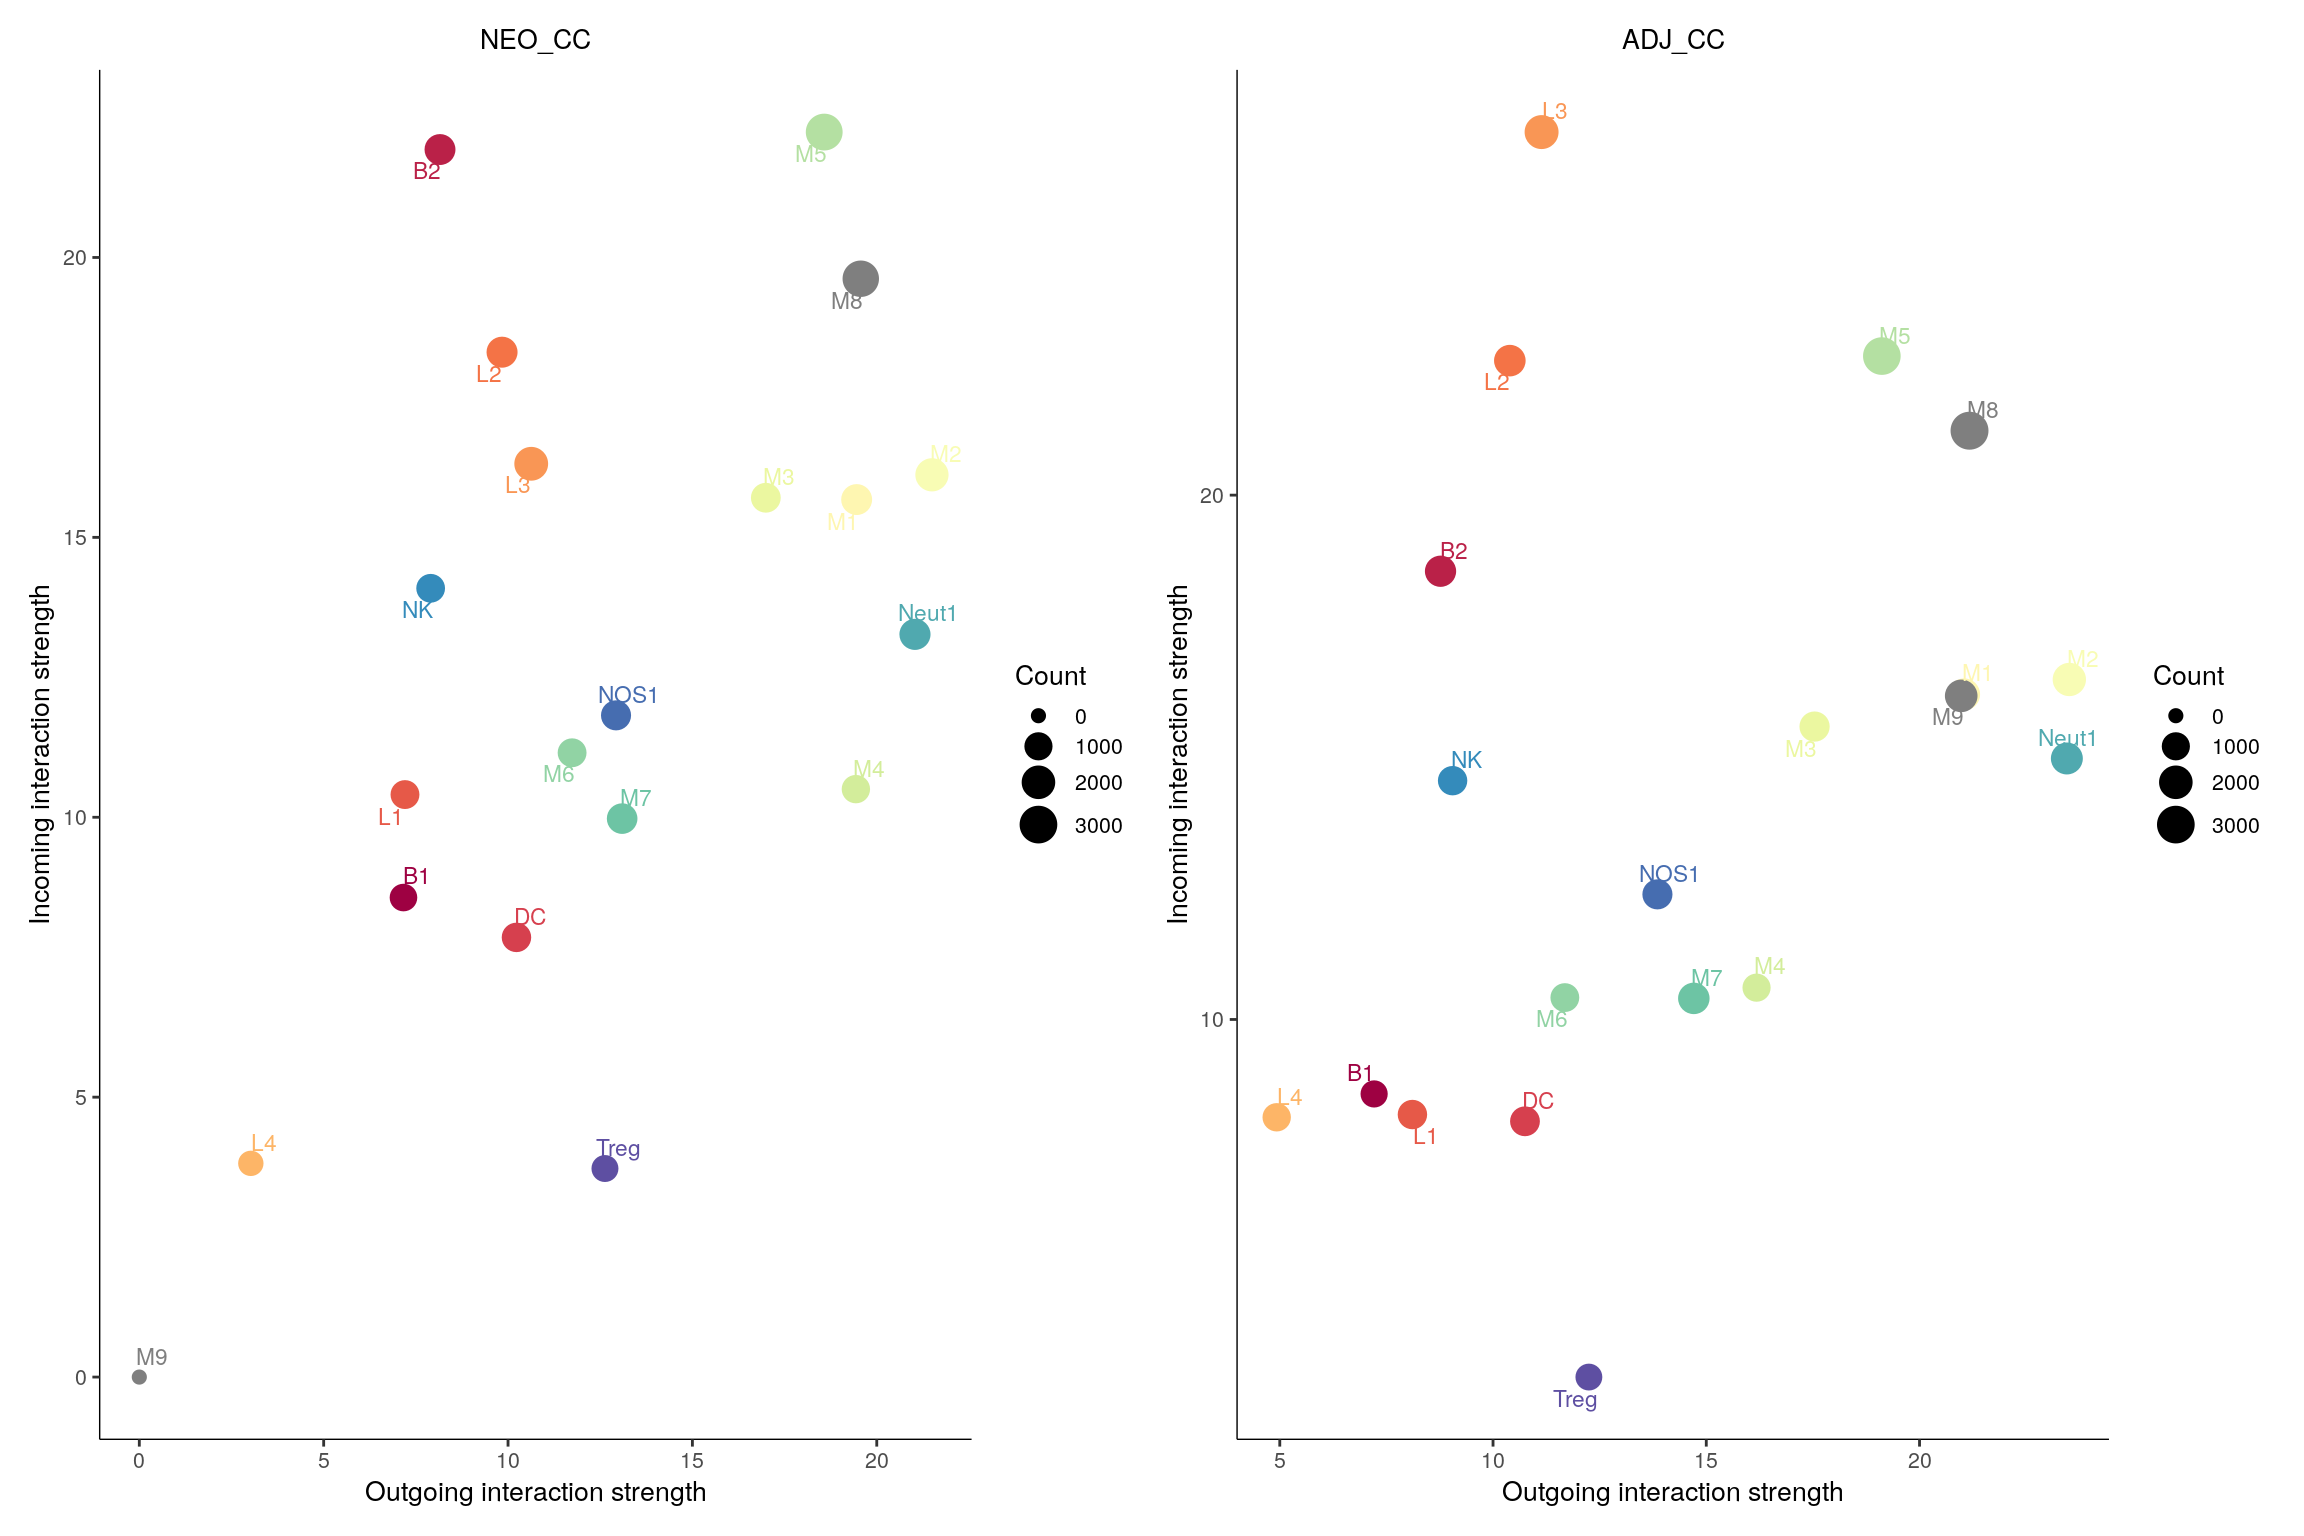 NEO_CC
Incoming interaction strength
20
15
10
5
0
B2
M5
M8
L2
L3
M3
M2
M1
NK
Neut1
NOS1
M6
L1
M7
M4
B1
DC
L4
Treg
M9
0
5
10
15
20
Outgoing interaction strength
Count
0
1000
2000
3000
ADJ_CC
Incoming interaction strength
20
10
L3
M5
L2
M8
B2
M2
M1
M9
M3
Neut1
NK
NOS1
M4
M7
M6
B1
L4
L1
DC
Treg
5
10
15
20
Outgoing interaction strength
Count
0
1000
2000
3000